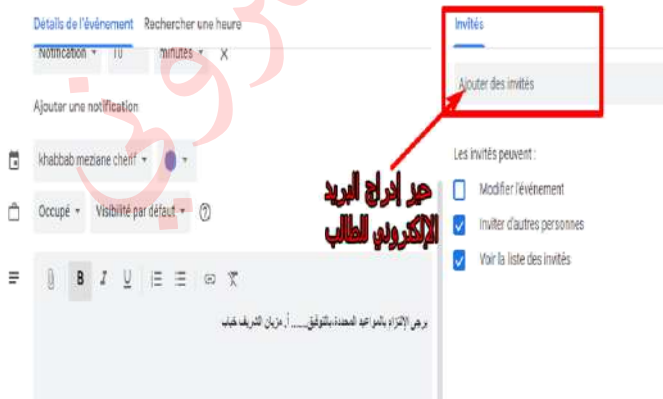 Détails de l'événement Rechercher une heure
Notification 10 minutes
Ajouter une notification
khabbab meziane cherif
Occupé Visibilité par défaut
B I U
يرجى الإلتزام بالمواعيد المحددة،بالتوفيق...... أ. مزيان الشريف خباب
Invités
Ajouter des invités
حيز إدراج البريد
الإلكتروني للطالب
Les invités peuvent :
Modifier l'événement
Inviter d'autres personnes
Voir la liste des invités